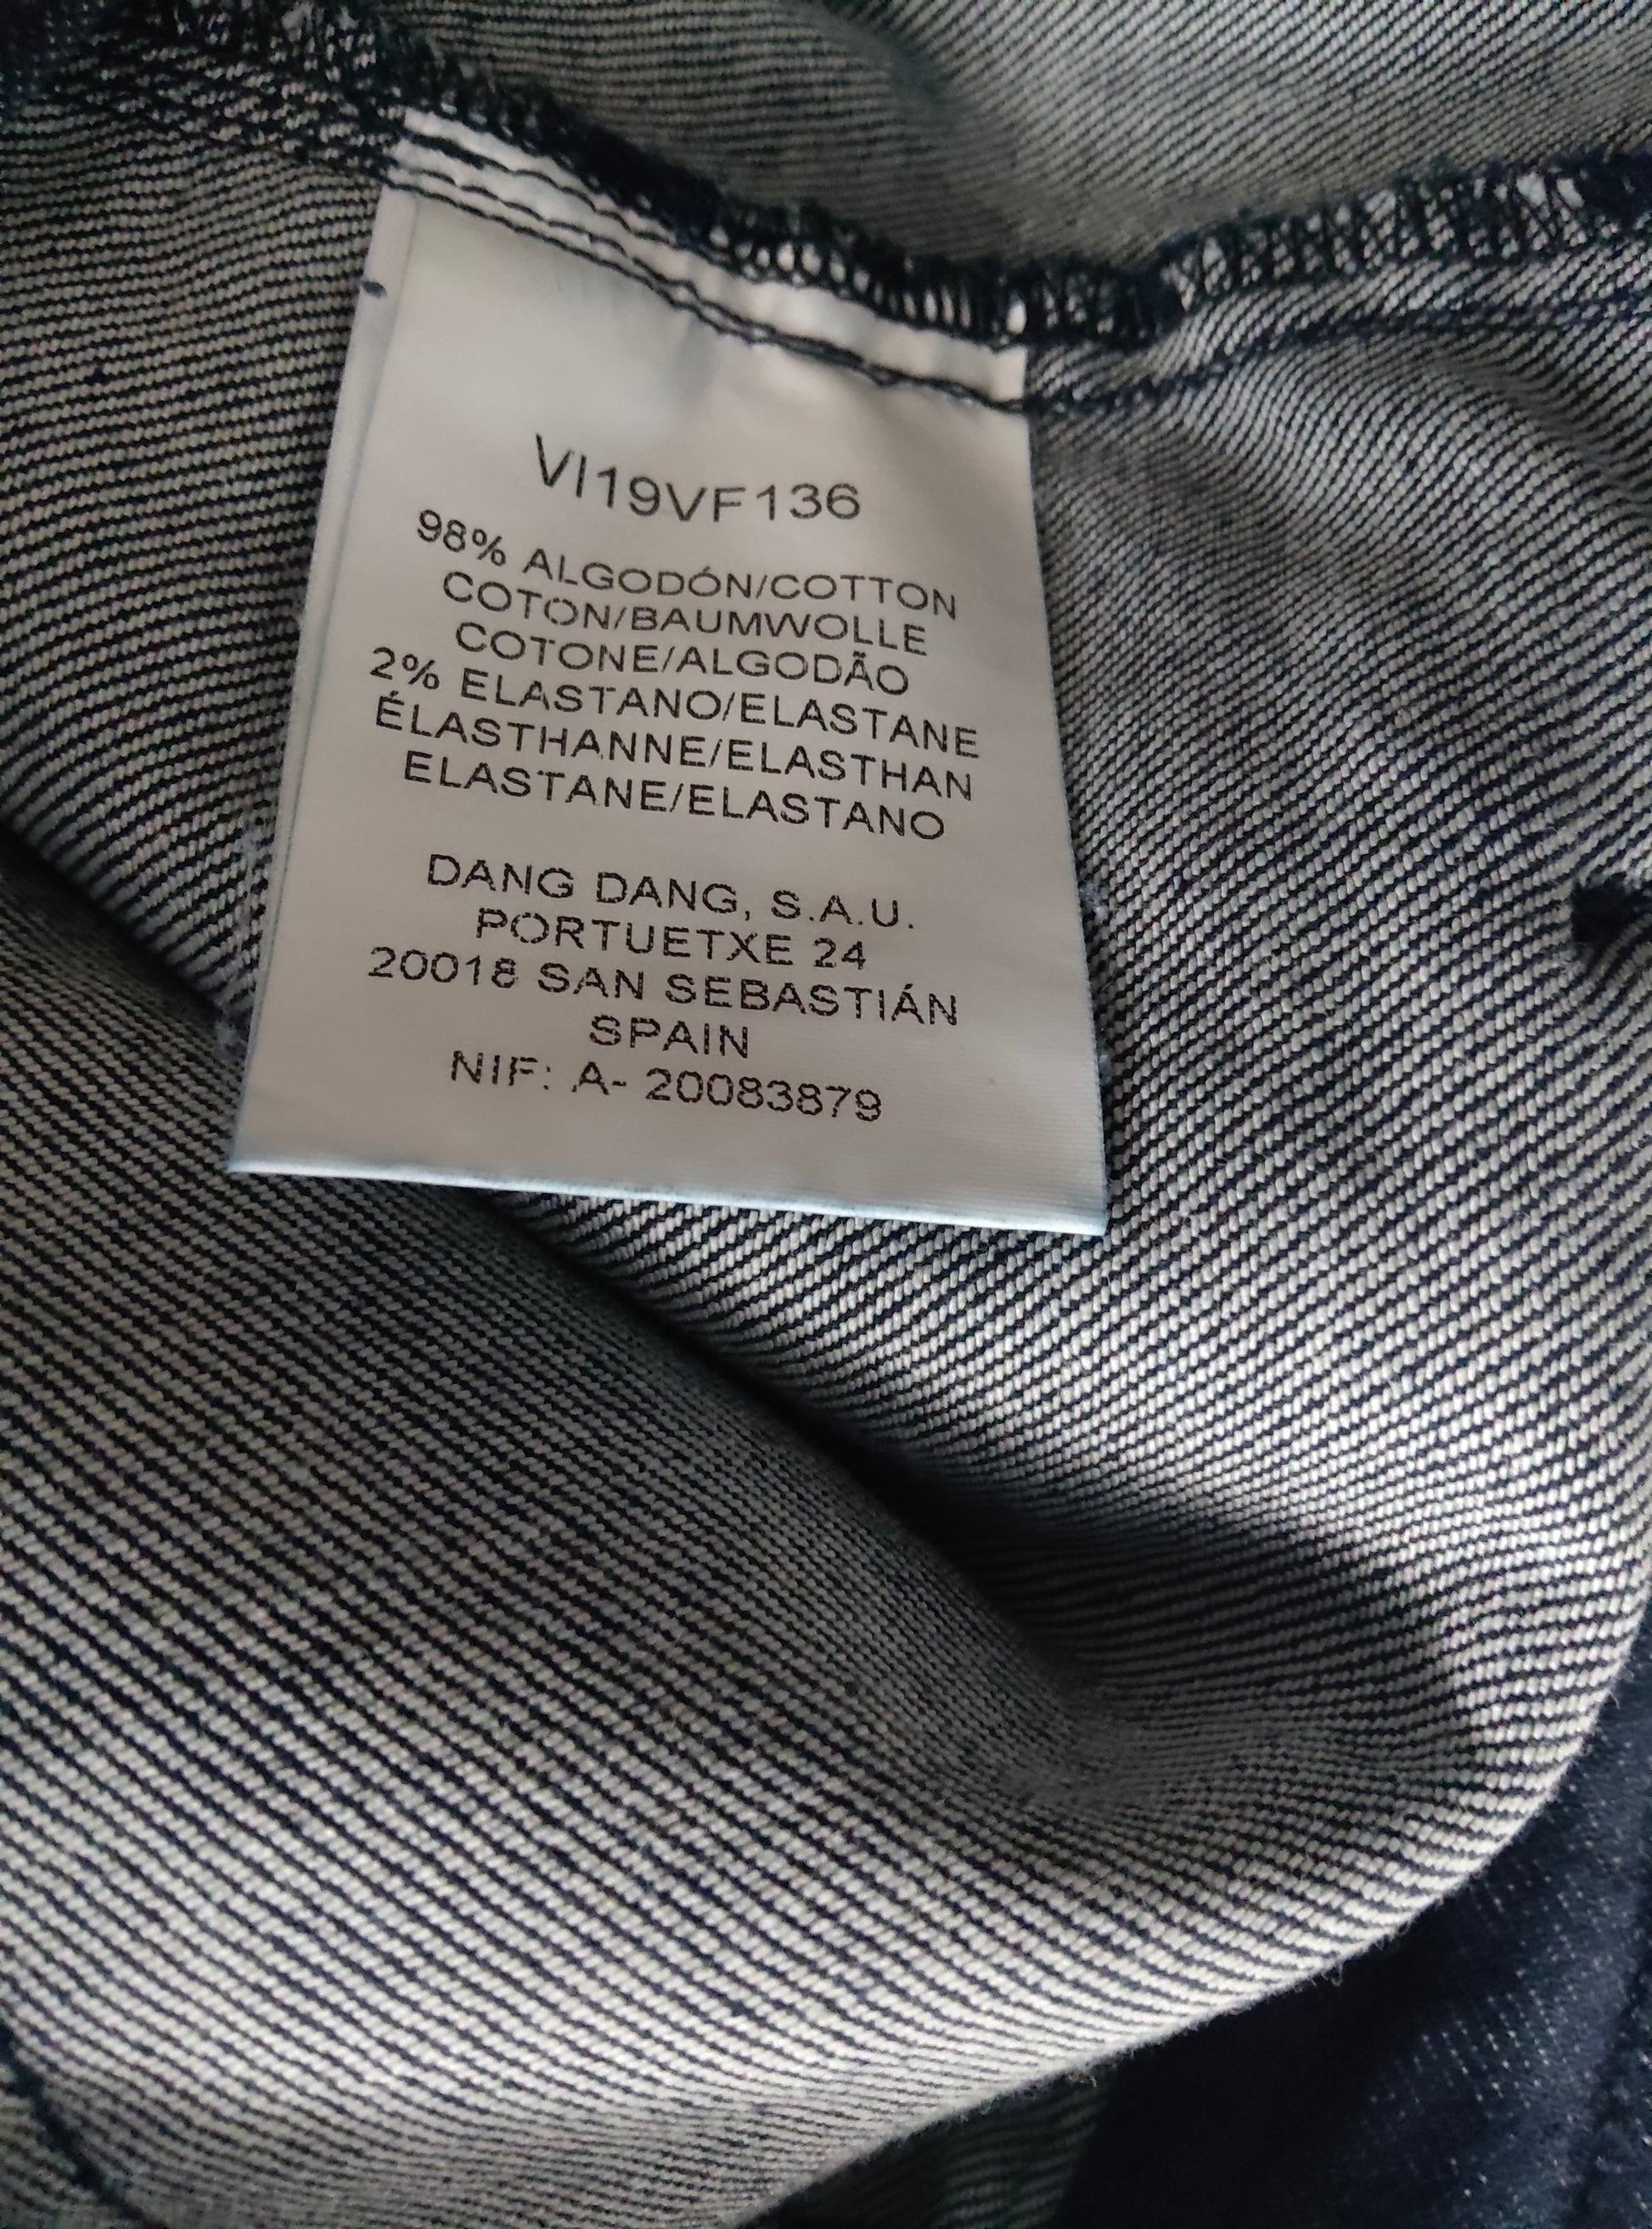 VI19VF136
98% ALGODÓN/COTTON
COTON/BAUMWOLLE
COTONE/ALGODÃO
2% ELASTANO/ELASTANE
ÉLASTHANNE/ELASTHAN
ELASTANE/ELASTANO
DANG DANG, S.A.U.
PORTUETXE 24
20018 SAN SEBASTIÁN
SPAIN
NIF: A- 20083879